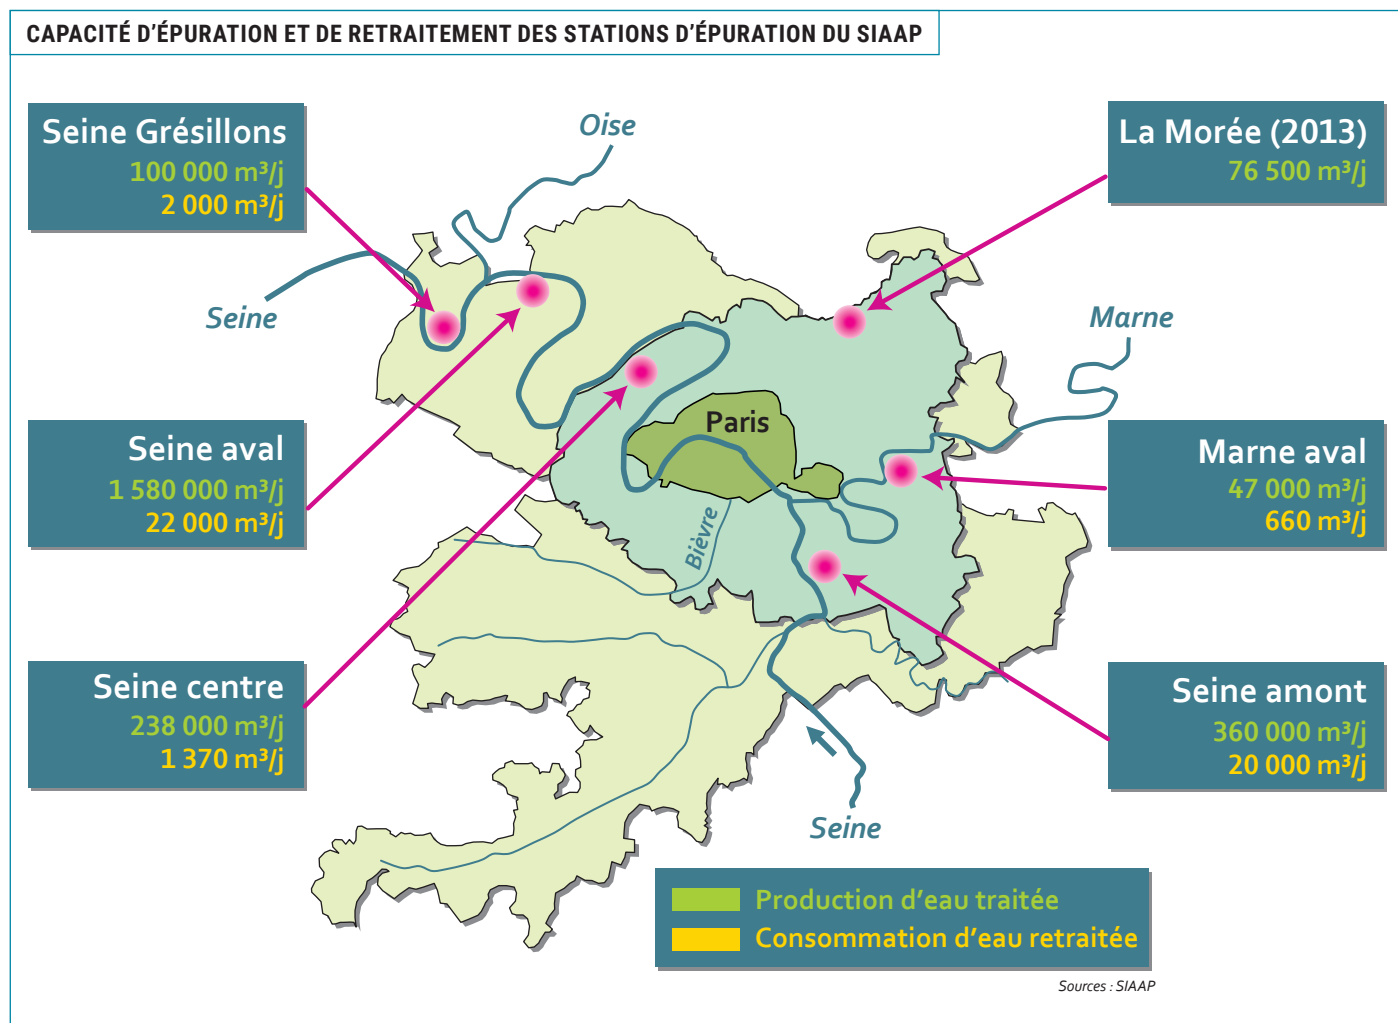 CAPACITÉ D’ÉPURATION ET DE RETRAITEMENT DES STATIONS D’ÉPURATION DU SIAAP
Seine Grésillons
100 000 m³/j
2 000 m³/j
Oise
La Morée (2013)
76 500 m³/j
Seine
Marne
Seine aval
1 580 000 m³/j
22 000 m³/j
Paris
Marne aval
47 000 m³/j
660 m³/j
Bièvre
Seine centre
238 000 m³/j
1 370 m³/j
Seine amont
360 000 m³/j
20 000 m³/j
Seine
Production d’eau traitée
Consommation d’eau retraitée
Sources : SIAAP